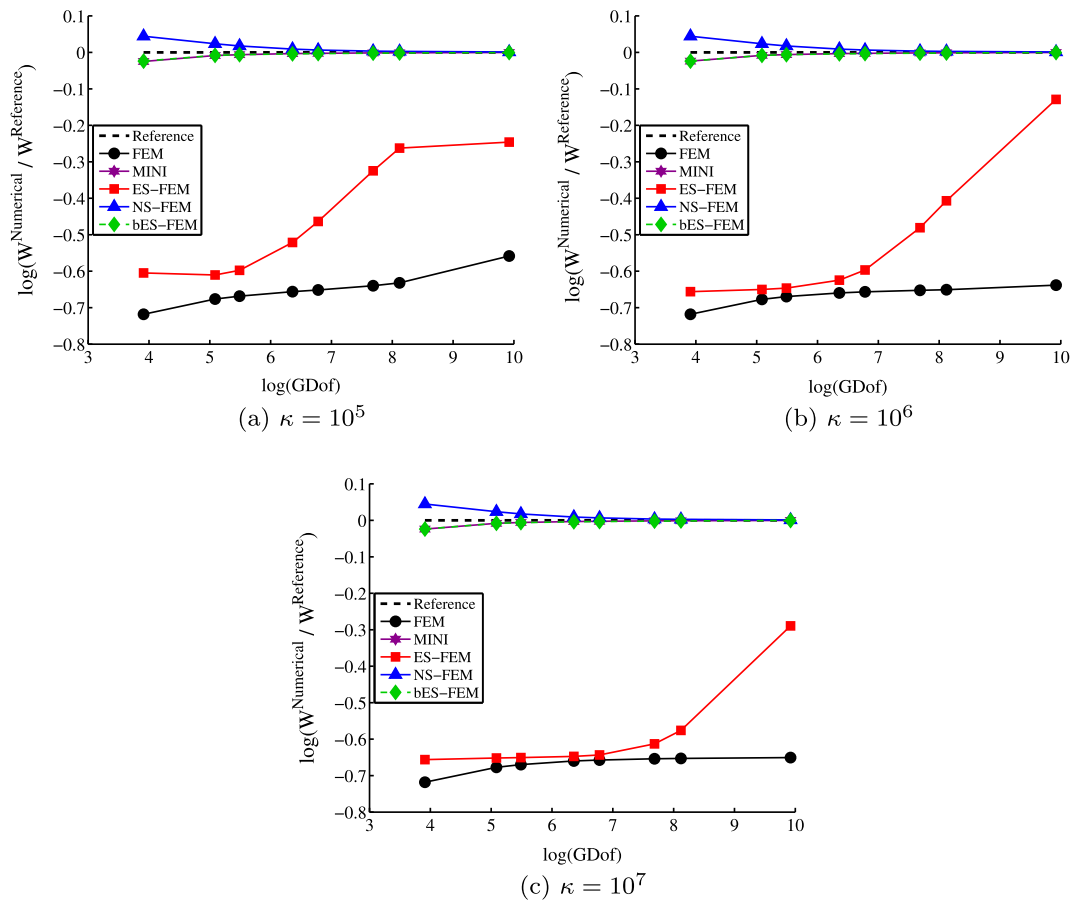 0.1
0
−0.1
−0.2
−0.3
−0.4
−0.5
−0.6
−0.7
−0.8
log(W^Numerical / W^Reference)
Reference
FEM
MINI
ES−FEM
NS−FEM
bES−FEM
3 4 5 6 7 8 9 10
log(GDof)
(a) κ = 10^5
0.1
0
−0.1
−0.2
−0.3
−0.4
−0.5
−0.6
−0.7
−0.8
log(W^Numerical / W^Reference)
Reference
FEM
MINI
ES−FEM
NS−FEM
bES−FEM
3 4 5 6 7 8 9 10
log(GDof)
(b) κ = 10^6
0.1
0
−0.1
−0.2
−0.3
−0.4
−0.5
−0.6
−0.7
−0.8
log(W^Numerical / W^Reference)
Reference
FEM
MINI
ES−FEM
NS−FEM
bES−FEM
3 4 5 6 7 8 9 10
log(GDof)
(c) κ = 10^7